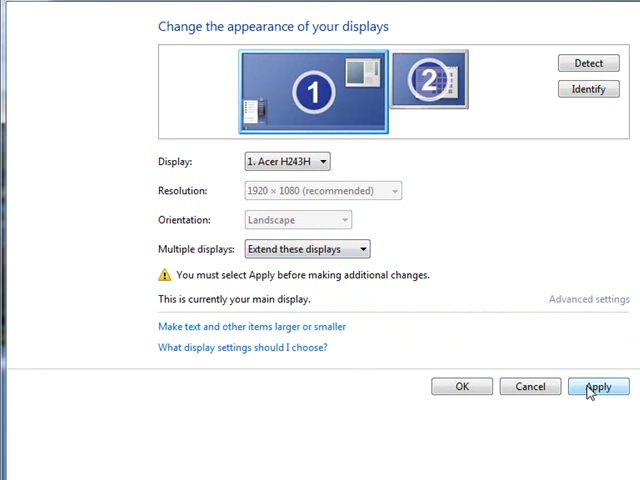 Change the appearance of your displays
1
2
Detect
Identify
Display: 1. Acer H243H
Resolution: 1920 × 1080 (recommended)
Orientation: Landscape
Multiple displays: Extend these displays
You must select Apply before making additional changes.
This is currently your main display. Advanced settings
Make text and other items larger or smaller
What display settings should I choose?
OK Cancel Apply